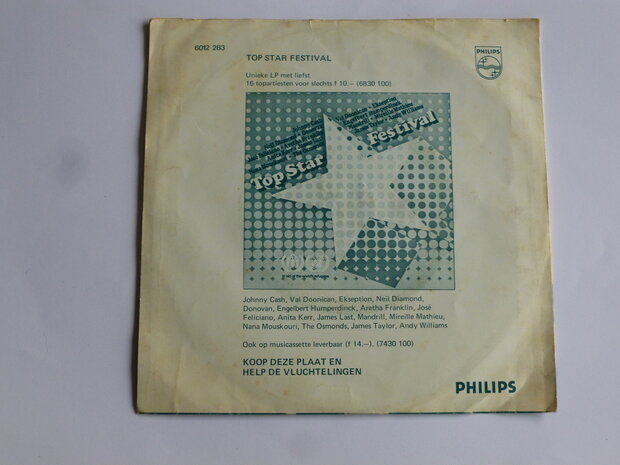 6012 283
TOP STAR FESTIVAL
PHILIPS
Unieke LP met liefst
16 topartiesten voor slechts f 10.— (6830 100)
Top Star
Festival
Johnny Cash, Val Doonican, Ekseption, Neil Diamond,
Donovan, Engelbert Humperdinck, Aretha Franklin, José
Feliciano, Anita Kerr, James Last, Mandrill, Mireille Mathieu,
Nana Mouskouri, The Osmonds, James Taylor, Andy Williams
Ook op musicassette leverbaar (f 14.—). (7430 100)
KOOP DEZE PLAAT EN
HELP DE VLUCHTELINGEN
PHILIPS